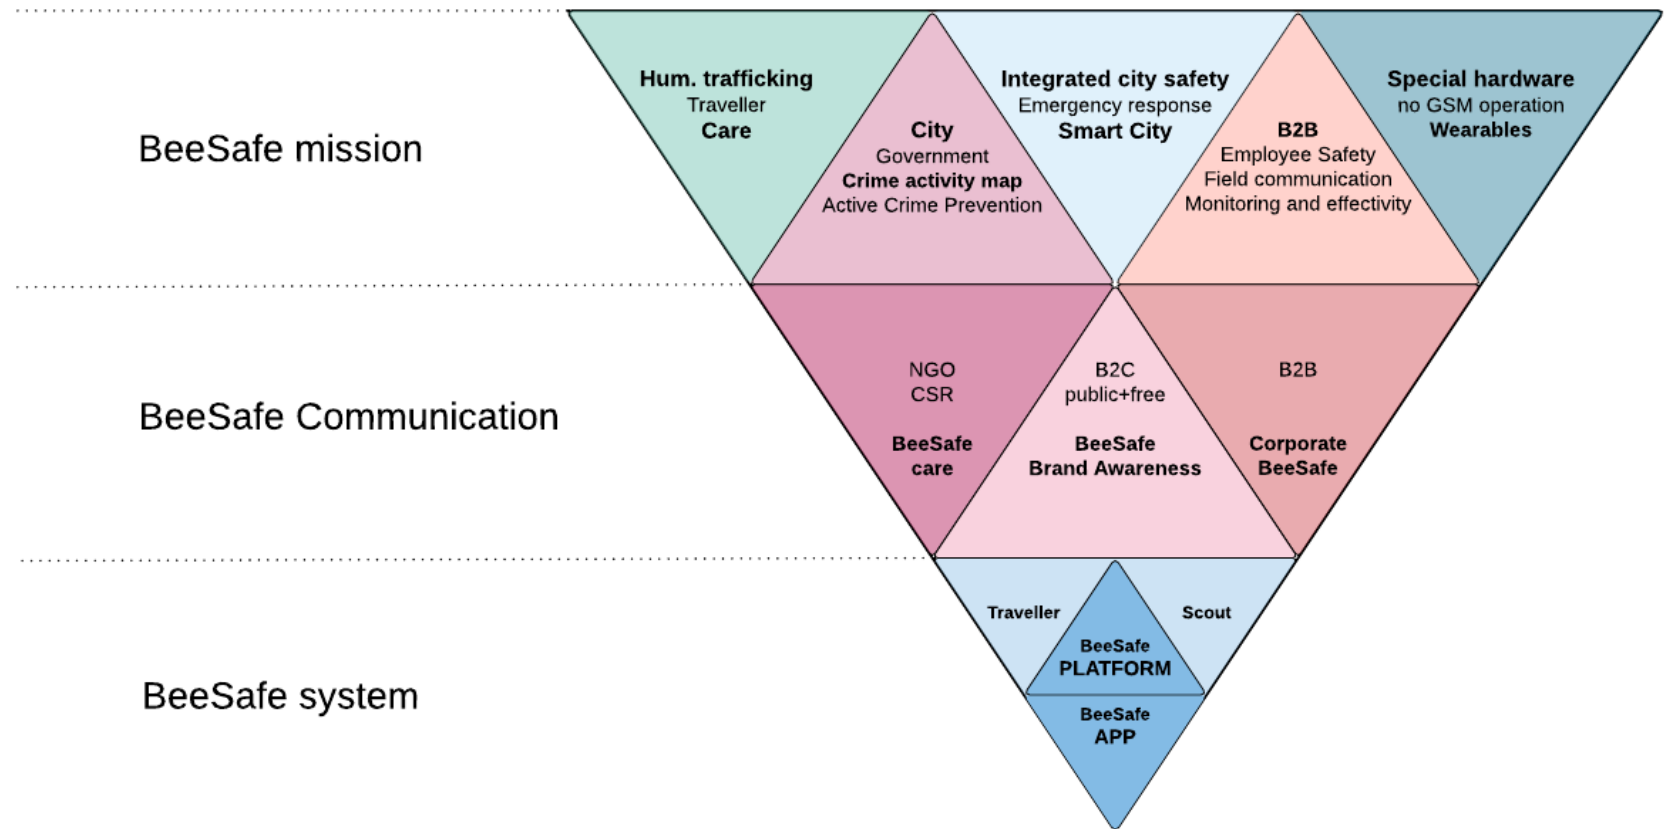 BeeSafe mission
Hum. trafficking
Traveller
Care
City
Government
Crime activity map
Active Crime Prevention
Integrated city safety
Emergency response
Smart City
B2B
Employee Safety
Field communication
Monitoring and effectivity
Special hardware
no GSM operation
Wearables
BeeSafe Communication
NGO
CSR
BeeSafe
care
B2C
public+free
BeeSafe
Brand Awareness
B2B
Corporate
BeeSafe
BeeSafe system
Traveller
BeeSafe
PLATFORM
Scout
BeeSafe
APP